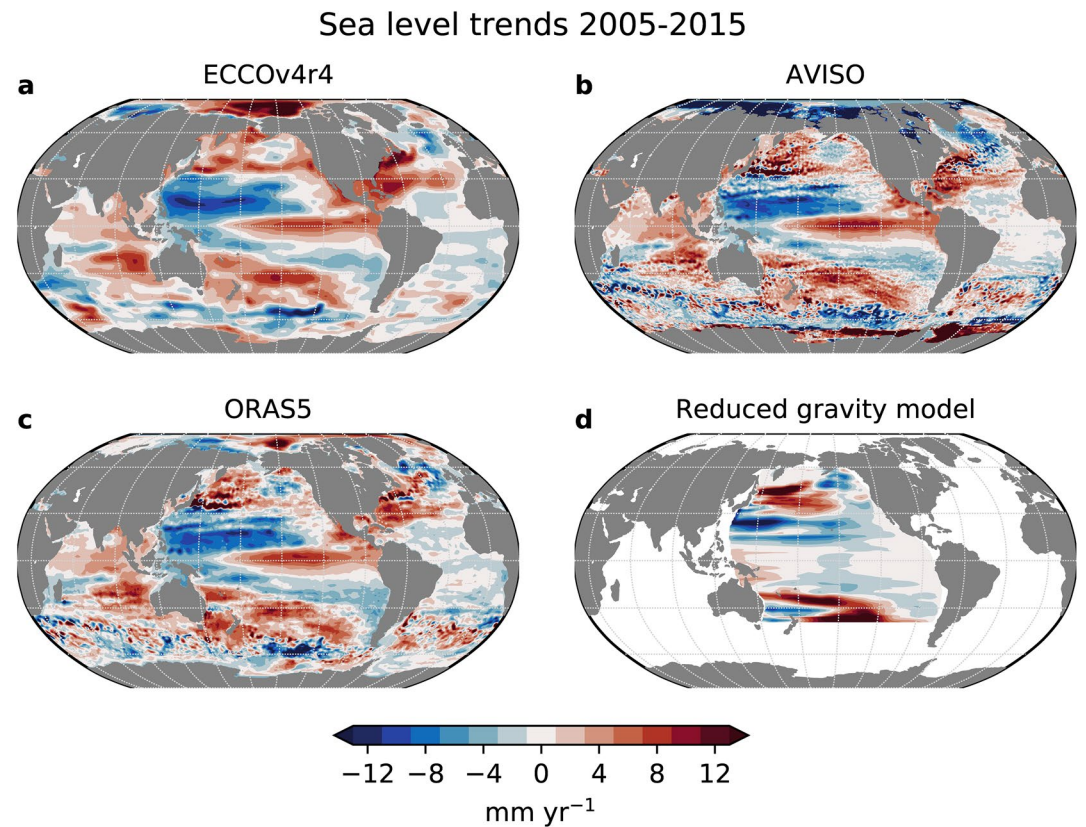 Sea level trends 2005-2015
a
ECCOv4r4
b
AVISO
c
ORAS5
d
Reduced gravity model
−12 −8 −4 0 4 8 12
mm yr⁻¹